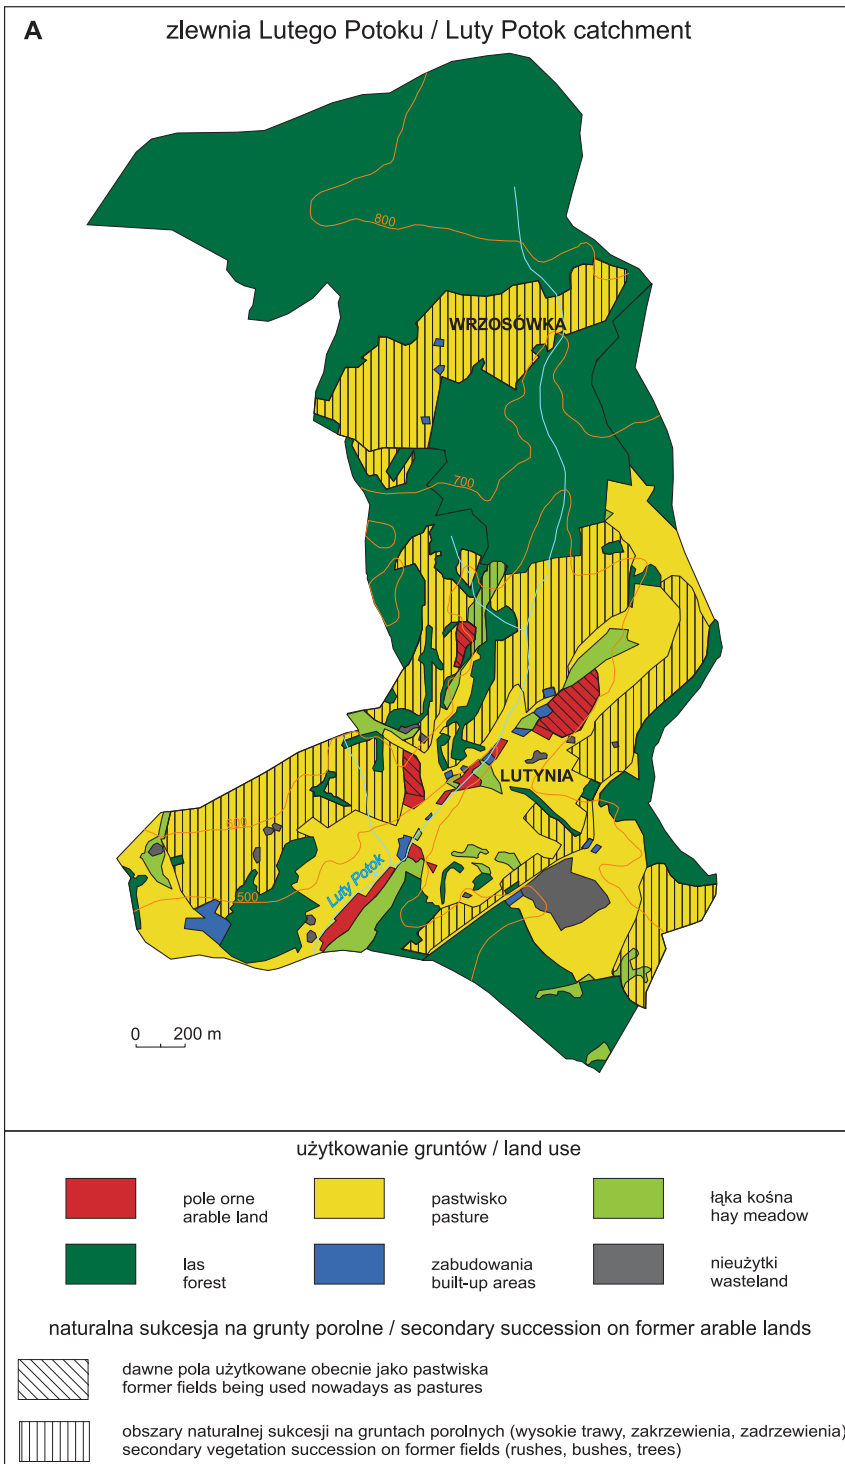 A
zlewnia Lutego Potoku / Luty Potok catchment
800
WRZOSÓWKA
700
LUTYNIA
600
500
Luty Potok
0 200 m
użytkowanie gruntów / land use
pole orne
arable land
pastwisko
pasture
łąka kośna
hay meadow
las
forest
zabudowania
built-up areas
nieużytki
wasteland
naturalna sukcesja na grunty porolne / secondary succession on former arable lands
dawne pola użytkowane obecnie jako pastwiska
former fields being used nowadays as pastures
obszary naturalnej sukcesji na gruntach porolnych (wysokie trawy, zakrzewienia, zadrzewienia)
secondary vegetation succession on former fields (rushes, bushes, trees)